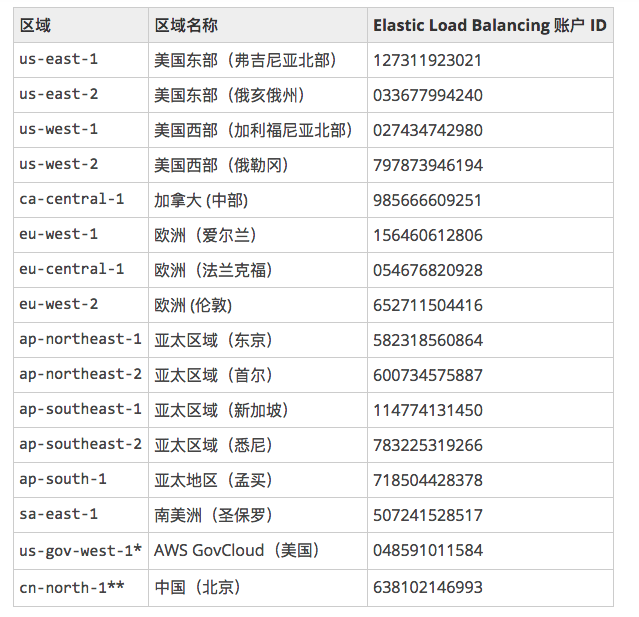 区域 区域名称 Elastic Load Balancing 账户 ID
us-east-1 美国东部（弗吉尼亚北部） 127311923021
us-east-2 美国东部（俄亥俄州） 033677994240
us-west-1 美国西部（加利福尼亚北部） 027434742980
us-west-2 美国西部（俄勒冈） 797873946194
ca-central-1 加拿大 (中部) 985666609251
eu-west-1 欧洲（爱尔兰） 156460612806
eu-central-1 欧洲（法兰克福） 054676820928
eu-west-2 欧洲 (伦敦) 652711504416
ap-northeast-1 亚太区域（东京） 582318560864
ap-northeast-2 亚太区域（首尔） 600734575887
ap-southeast-1 亚太区域（新加坡） 114774131450
ap-southeast-2 亚太区域（悉尼） 783225319266
ap-south-1 亚太地区（孟买） 718504428378
sa-east-1 南美洲（圣保罗） 507241528517
us-gov-west-1* AWS GovCloud（美国） 048591011584
cn-north-1** 中国（北京） 638102146993